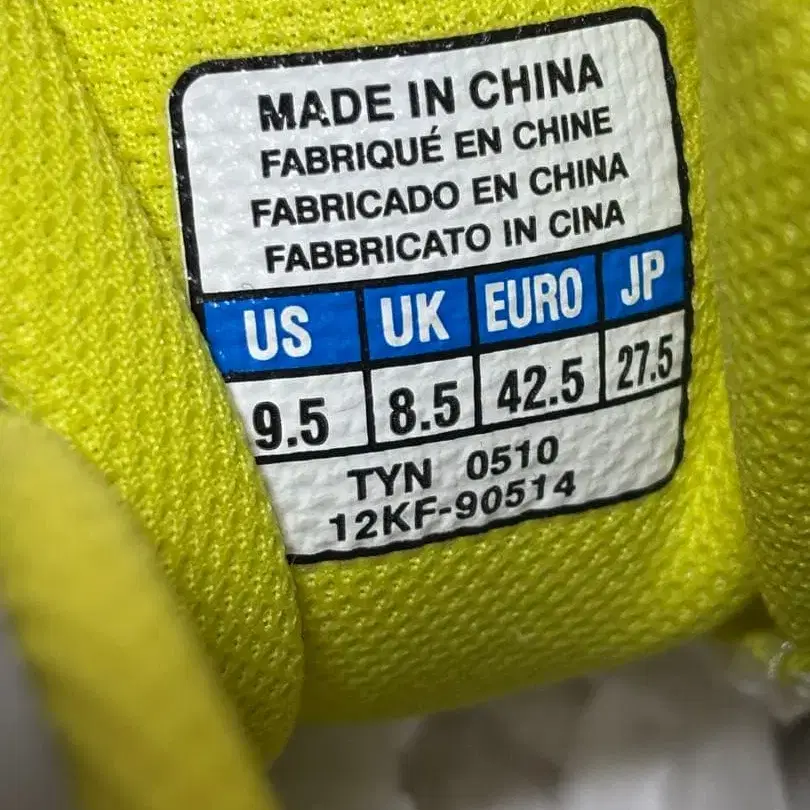 MADE IN CHINA
FABRIQUÉ EN CHINE
FABRICADO EN CHINA
FABBRICATO IN CINA
US UK EURO JP
9.5 8.5 42.5 27.5
TYN 0510
12KF-90514